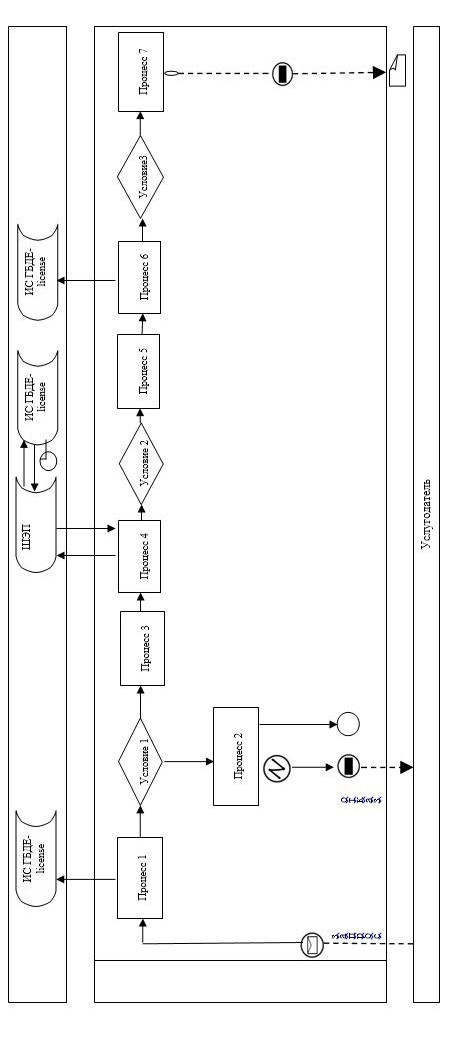 ИС ГБДЕ-
license
ШЭП
ИС ГБДЕ-
license
ИС ГБДЕ-
license
Процесс 1
Условие 1
Процесс 3
Процесс 4
Условие 2
Процесс 5
Процесс 6
Условие3
Процесс 7
Процесс 2
Запрос
Услугодатель